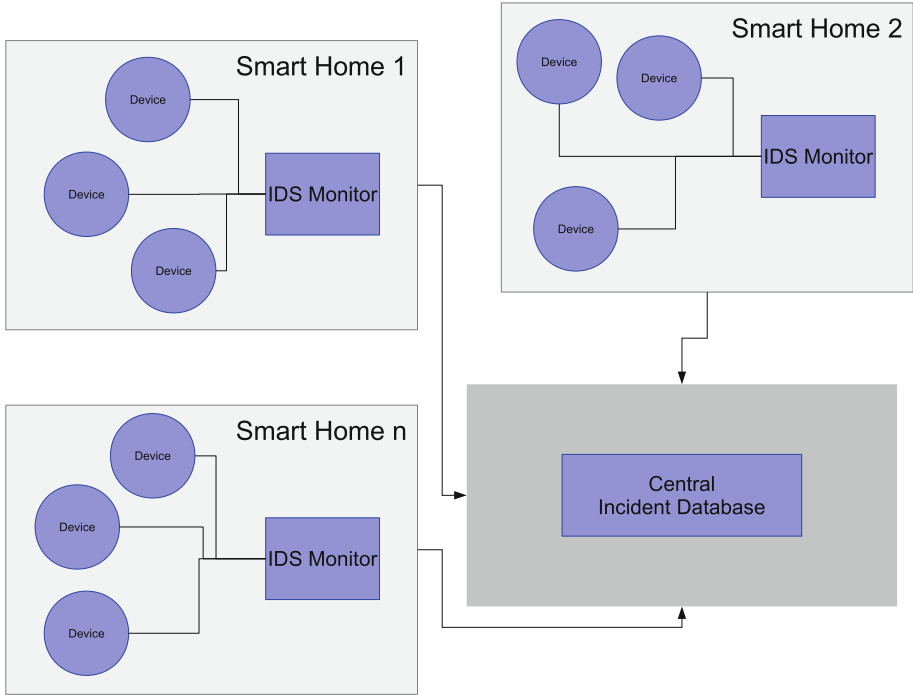 Smart Home 1
Device
Device
Device
IDS Monitor
Smart Home 2
Device
Device
Device
IDS Monitor
Smart Home n
Device
Device
Device
IDS Monitor
Central
Incident Database